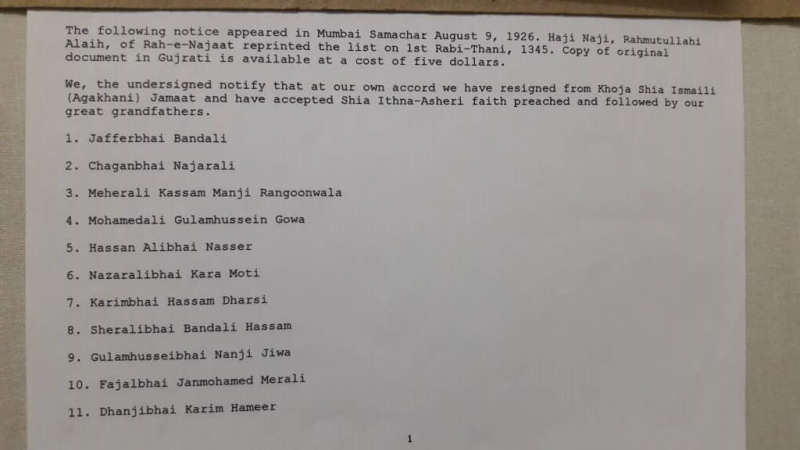 The following notice appeared in Mumbai Samachar August 9, 1926. Haji Naji, Rahmutullahi
Alaih, of Rah-e-Najaat reprinted the list on 1st Rabi-Thani, 1345. Copy of original
document in Gujrati is available at a cost of five dollars.
We, the undersigned notify that at our own accord we have resigned from Khoja Shia Ismaili
(Agakhani) Jamaat and have accepted Shia Ithna-Asheri faith preached and followed by our
great grandfathers.
1. Jafferbhai Bandali
2. Chaganbhai Najarali
3. Meherali Kassam Manji Rangoonwala
4. Mohamedali Gulamhussein Gowa
5. Hassan Alibhai Nasser
6. Nazaralibhai Kara Moti
7. Karimbhai Hassam Dharsi
8. Sheralibhai Bandali Hassam
9. Gulamhusseibhai Nanji Jiwa
10. Fajalbhai Janmohamed Merali
11. Dhanjibhai Karim Hameer
1